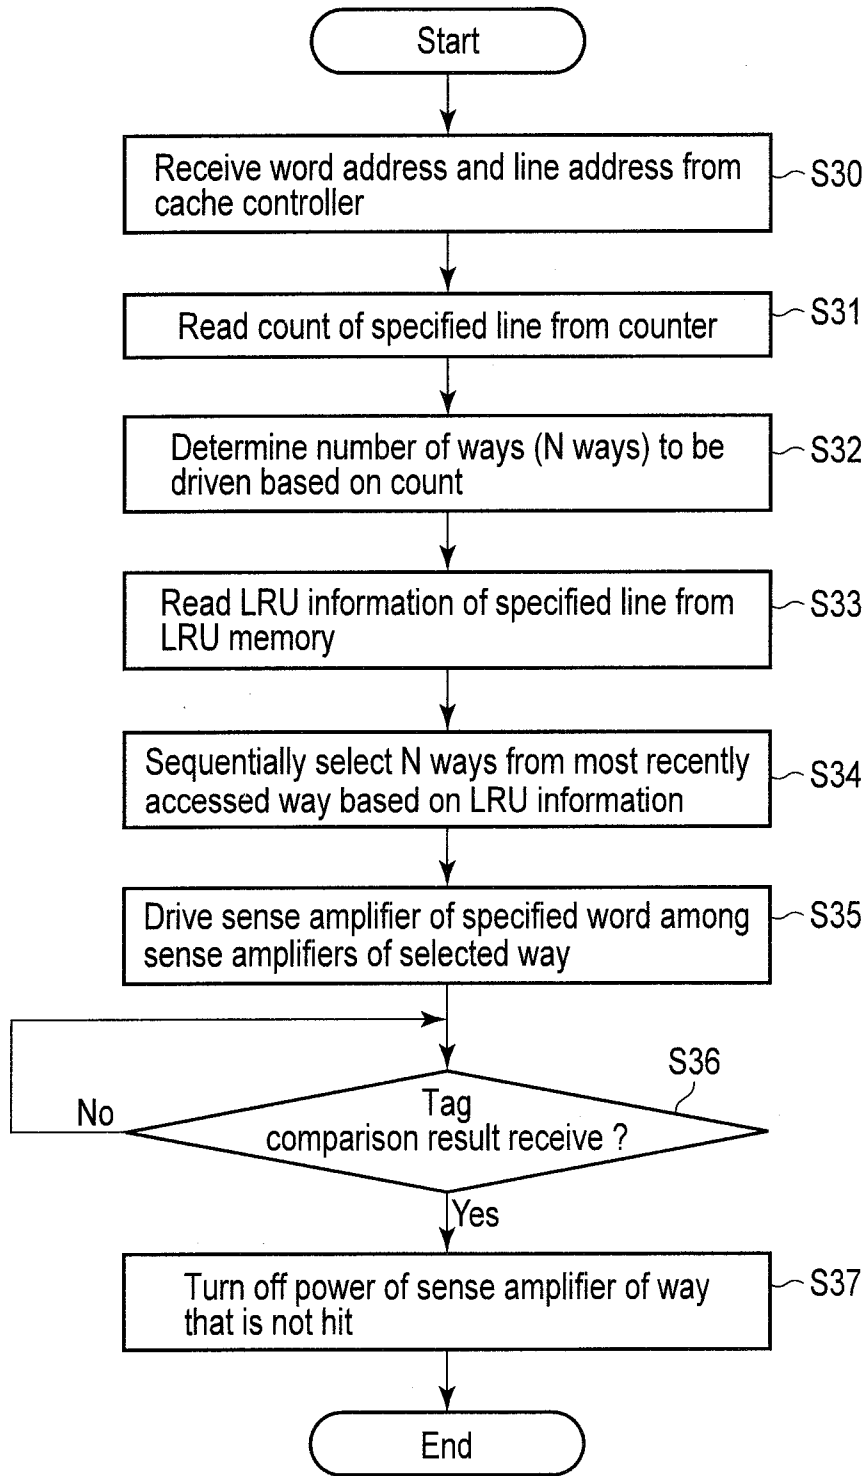 Start
Receive word address and line address from
cache controller
S30
Read count of specified line from counter
S31
Determine number of ways (N ways) to be
driven based on count
S32
Read LRU information of specified line from
LRU memory
S33
Sequentially select N ways from most recently
accessed way based on LRU information
S34
Drive sense amplifier of specified word among
sense amplifiers of selected way
S35
S36
No
Tag
comparison result receive ?
Yes
Turn off power of sense amplifier of way
that is not hit
S37
End